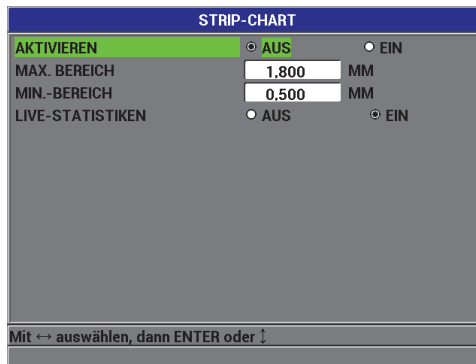 STRIP-CHART
AKTIVIEREN AUS EIN
MAX. BEREICH 1,800 MM
MIN.-BEREICH 0,500 MM
LIVE-STATISTIKEN AUS EIN
Mit ↔ auswählen, dann ENTER oder ↕